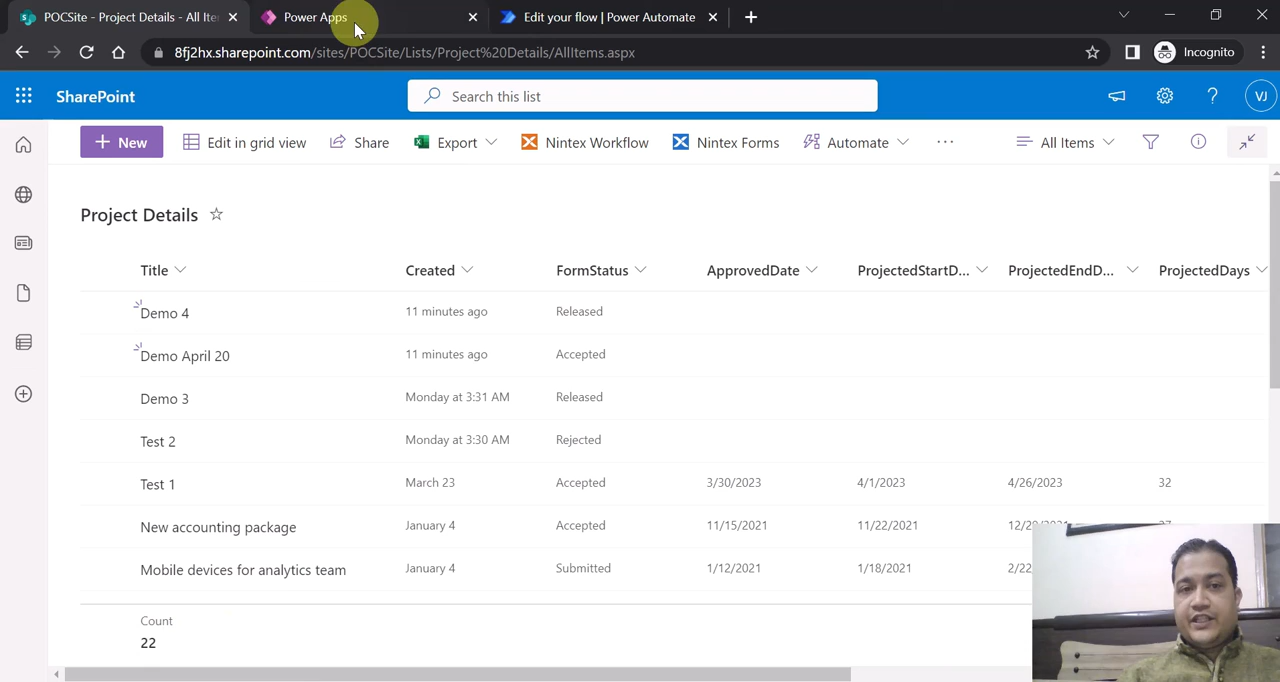 POCSite - Project Details - All Ite
Power Apps
Edit your flow | Power Automate
8fj2hx.sharepoint.com/sites/POCSite/Lists/Project%20Details/AllItems.aspx
Incognito
SharePoint
Search this list
VJ
New
Edit in grid view
Share
Export
Nintex Workflow
Nintex Forms
Automate
All Items
Project Details
Title Created FormStatus ApprovedDate ProjectedStartD... ProjectedEndD... ProjectedDays
Demo 4 11 minutes ago Released
Demo April 20 11 minutes ago Accepted
Demo 3 Monday at 3:31 AM Released
Test 2 Monday at 3:30 AM Rejected
Test 1 March 23 Accepted 3/30/2023 4/1/2023 4/26/2023 32
New accounting package January 4 Accepted 11/15/2021 11/22/2021
Mobile devices for analytics team January 4 Submitted 1/12/2021 1/18/2021 2/22
Count
22